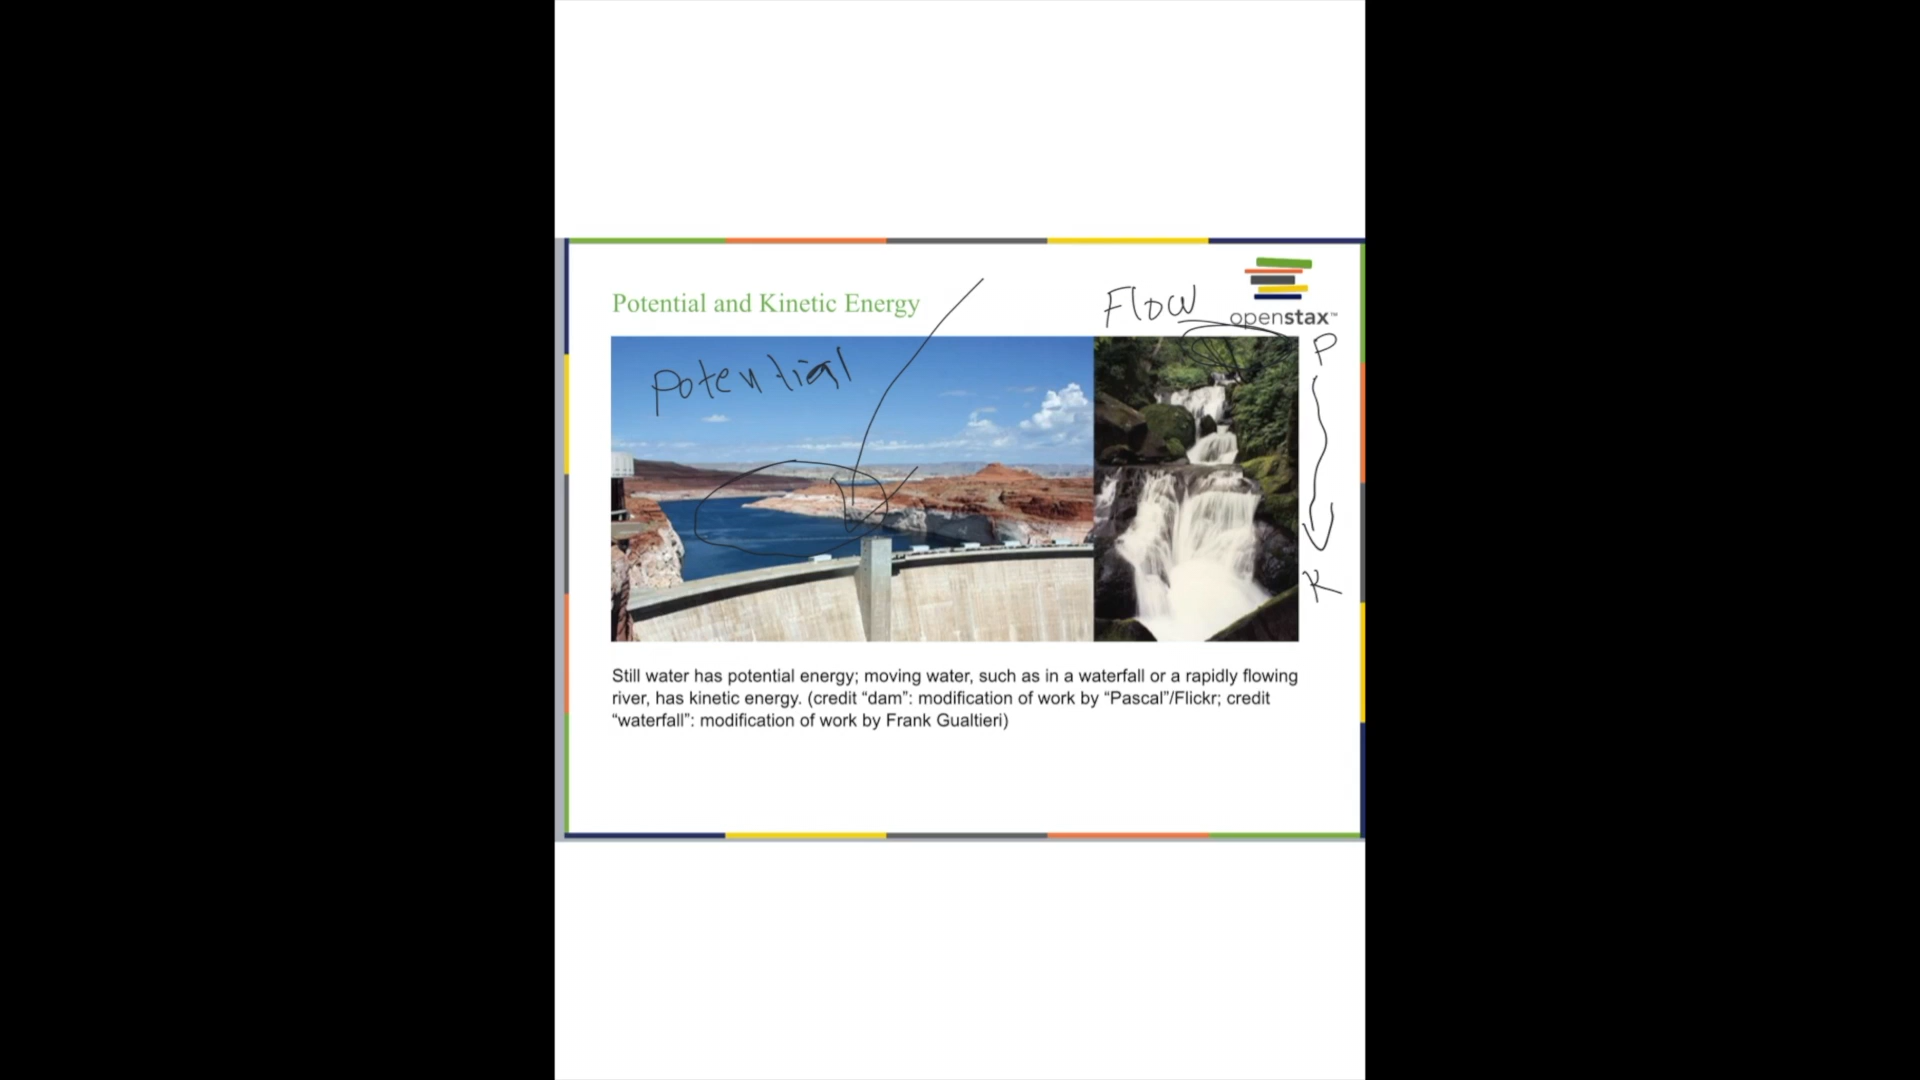 Potential and Kinetic Energy
Flow
openstax™
potential
P
K
Still water has potential energy; moving water, such as in a waterfall or a rapidly flowing
river, has kinetic energy. (credit “dam”: modification of work by “Pascal”/Flickr; credit
“waterfall”: modification of work by Frank Gualtieri)